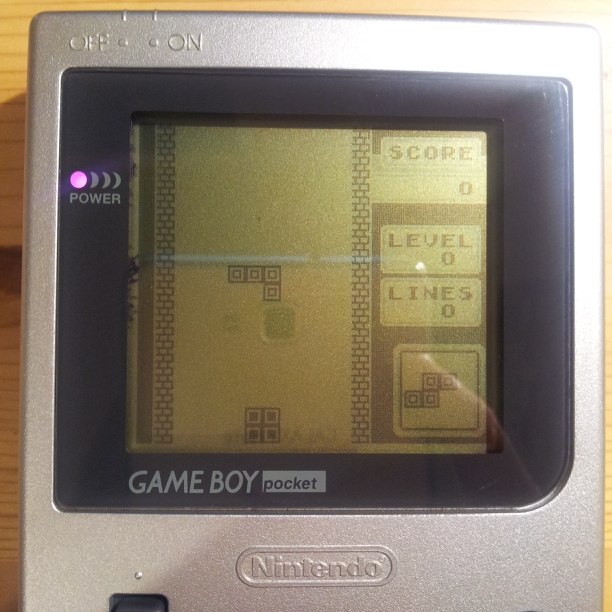 OFF ON
POWER
SCORE
0
LEVEL
0
LINES
0
GAME BOY pocket
Nintendo